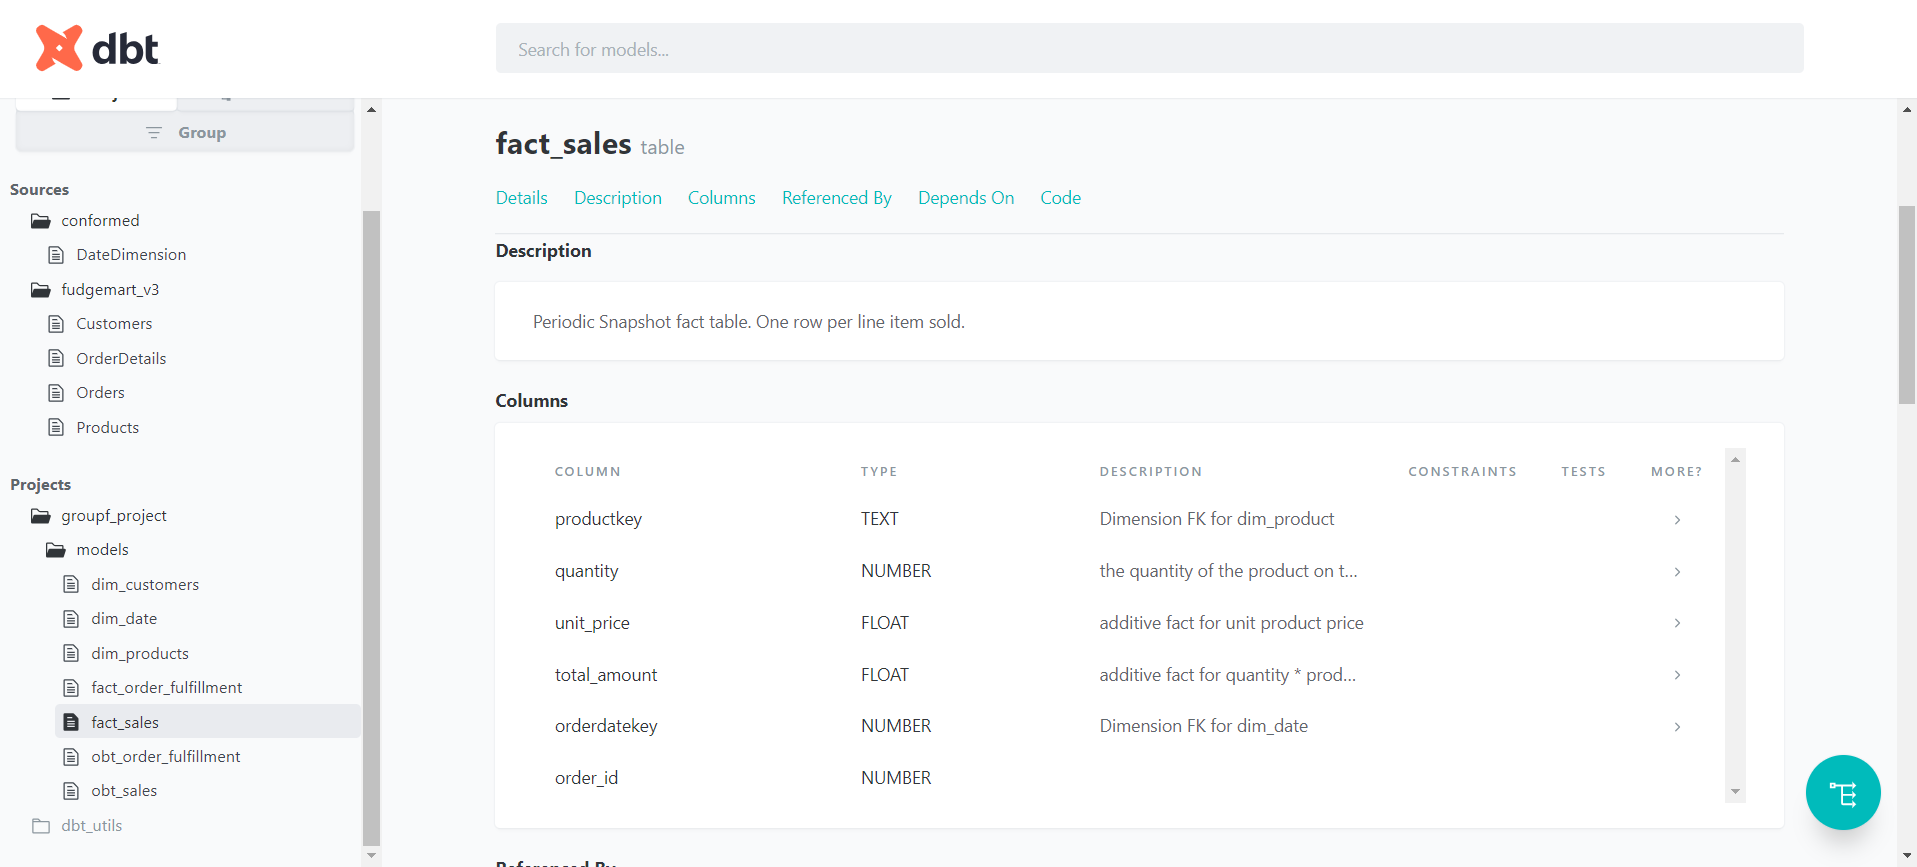 dbt
Search for models...
Group
Sources
conformed
DateDimension
fudgemart_v3
Customers
OrderDetails
Orders
Products
Projects
groupf_project
models
dim_customers
dim_date
dim_products
fact_order_fulfillment
fact_sales
obt_order_fulfillment
obt_sales
dbt_utils
fact_sales table
Details Description Columns Referenced By Depends On Code
Description
Periodic Snapshot fact table. One row per line item sold.
Columns
COLUMN TYPE DESCRIPTION CONSTRAINTS TESTS MORE?
productkey TEXT Dimension FK for dim_product
quantity NUMBER the quantity of the product on t...
unit_price FLOAT additive fact for unit product price
total_amount FLOAT additive fact for quantity * prod...
orderdatekey NUMBER Dimension FK for dim_date
order_id NUMBER
Referenced By